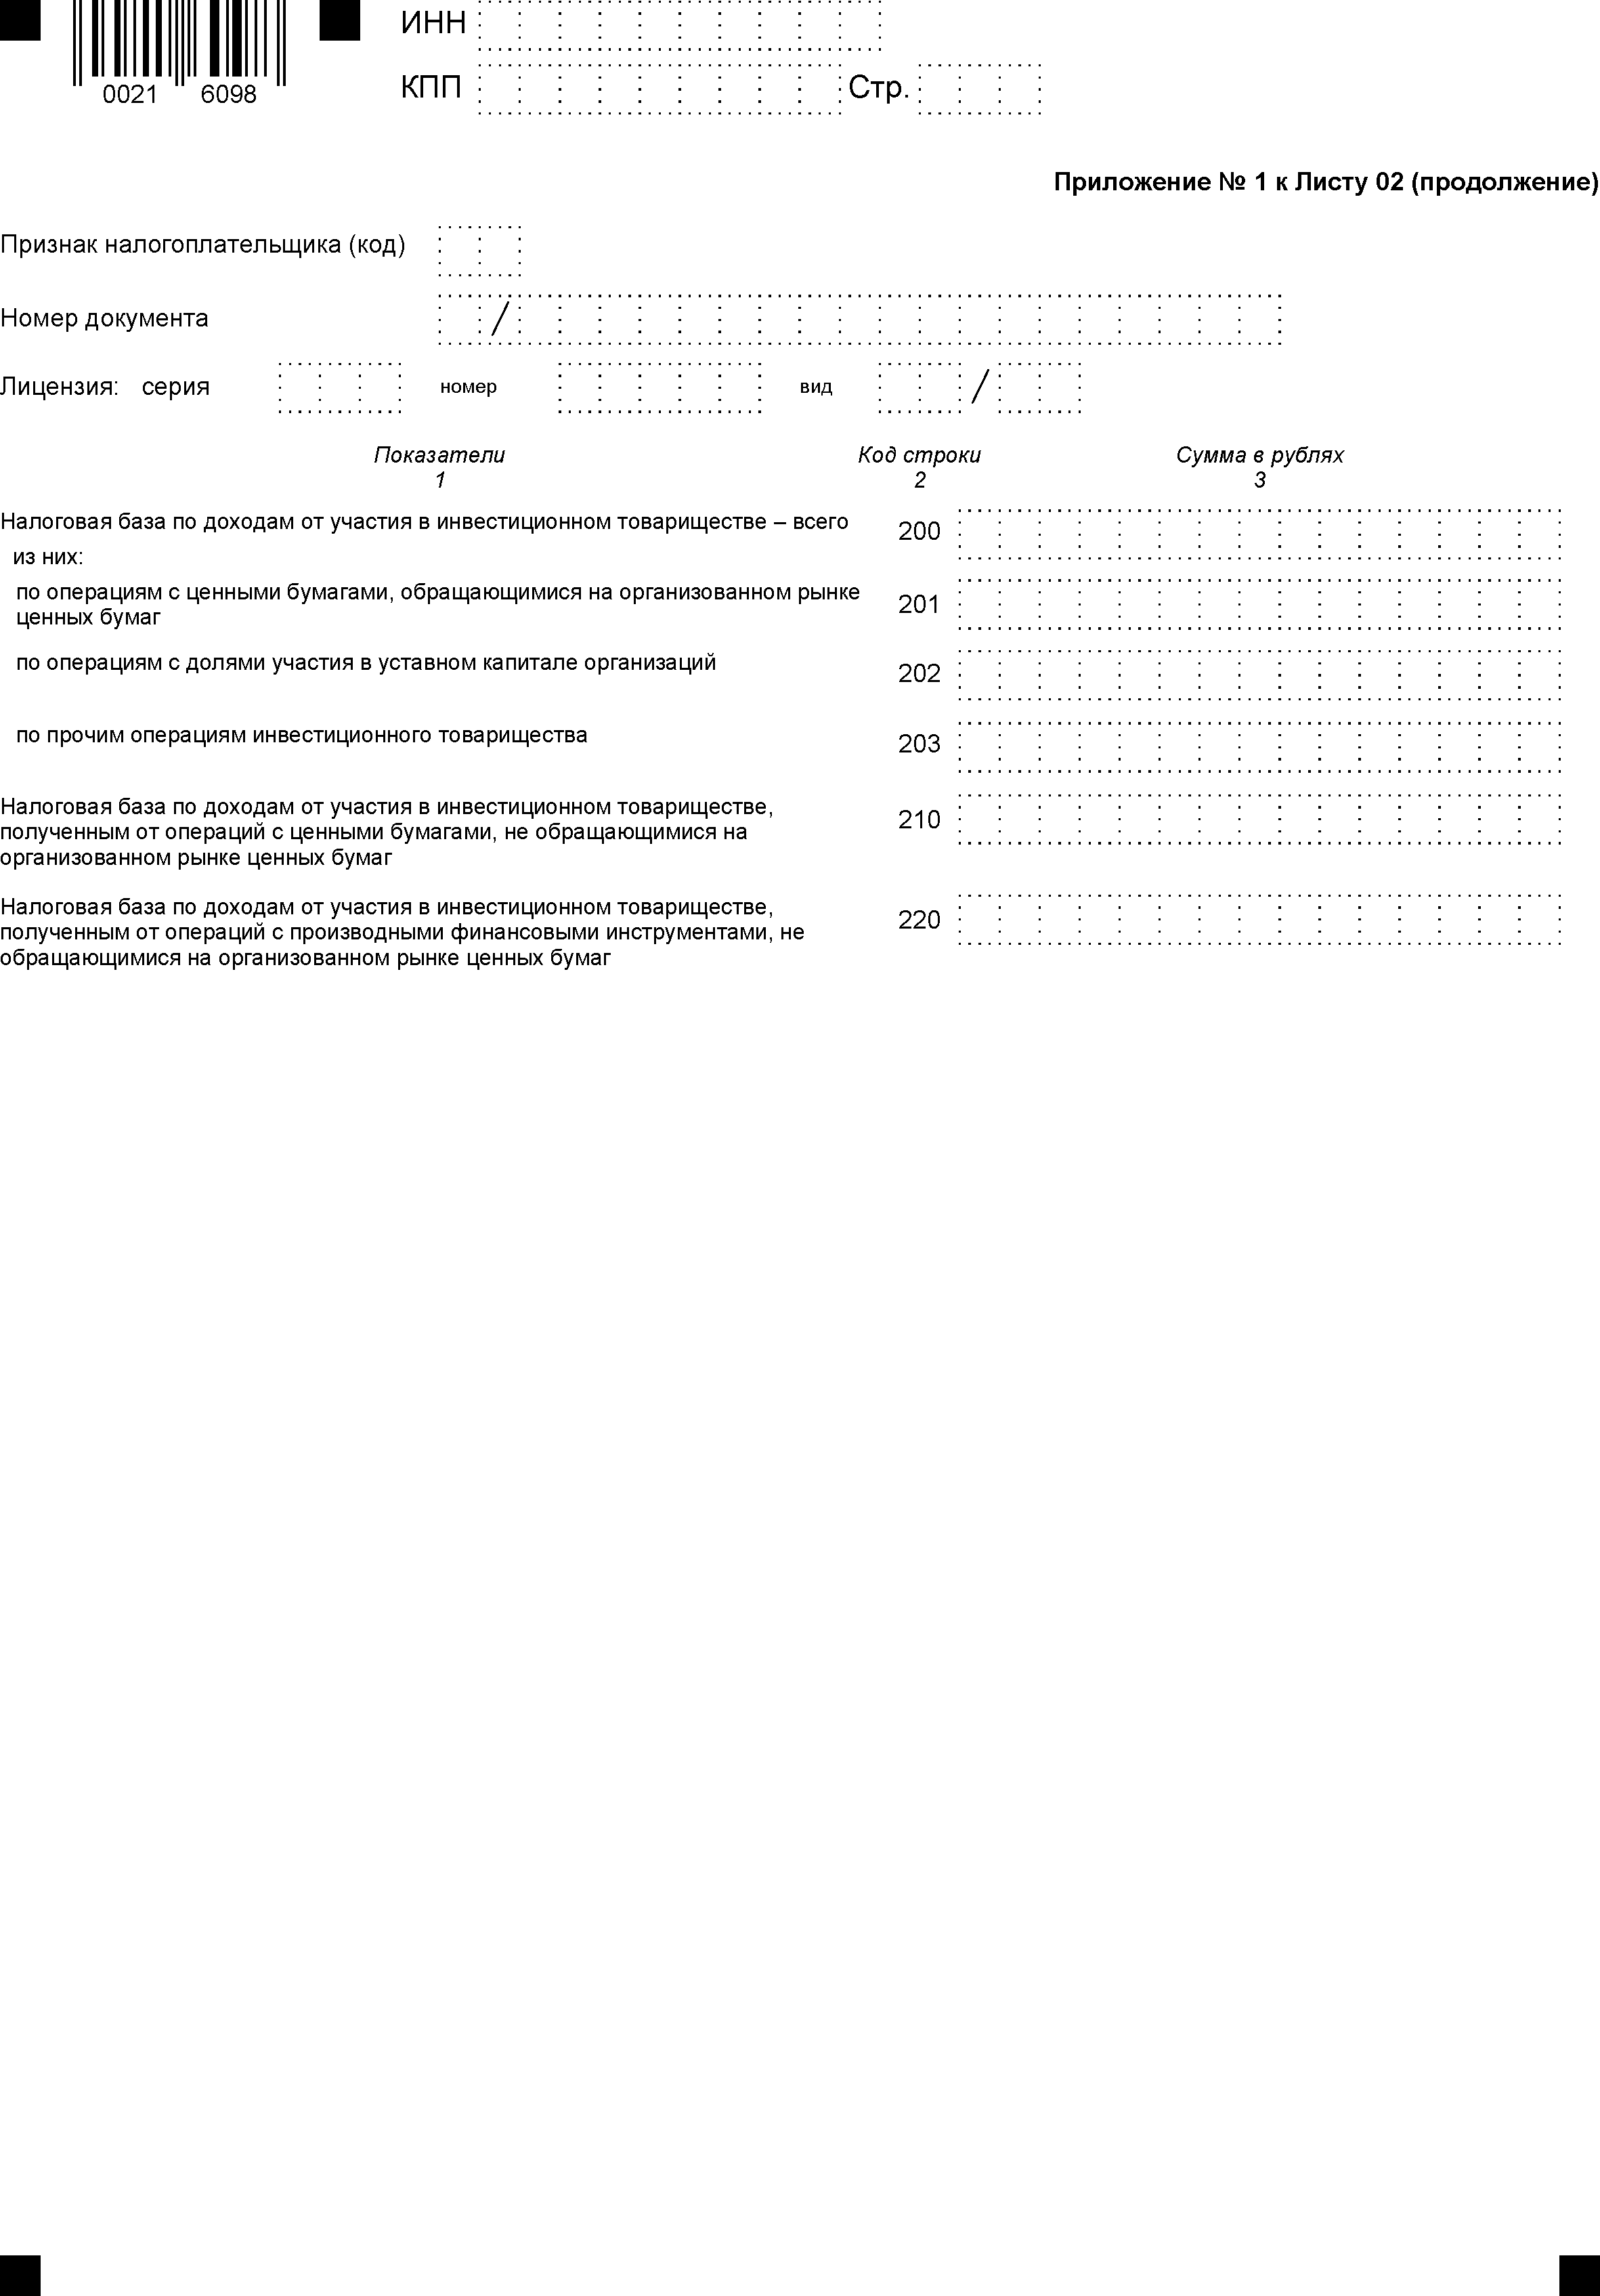 ИНН
0021 6098
КПП Стр.
Приложение № 1 к Листу 02 (продолжение)
Признак налогоплательщика (код)
Номер документа /
Лицензия: серия номер вид /
Показатели Код строки Сумма в рублях
1 2 3
Налоговая база по доходам от участия в инвестиционном товариществе – всего 200
из них:
по операциям с ценными бумагами, обращающимися на организованном рынке 201
ценных бумаг
по операциям с долями участия в уставном капитале организаций 202
по прочим операциям инвестиционного товарищества 203
Налоговая база по доходам от участия в инвестиционном товариществе,
полученным от операций с ценными бумагами, не обращающимися на 210
организованном рынке ценных бумаг
Налоговая база по доходам от участия в инвестиционном товариществе,
полученным от операций с производными финансовыми инструментами, не 220
обращающимися на организованном рынке ценных бумаг